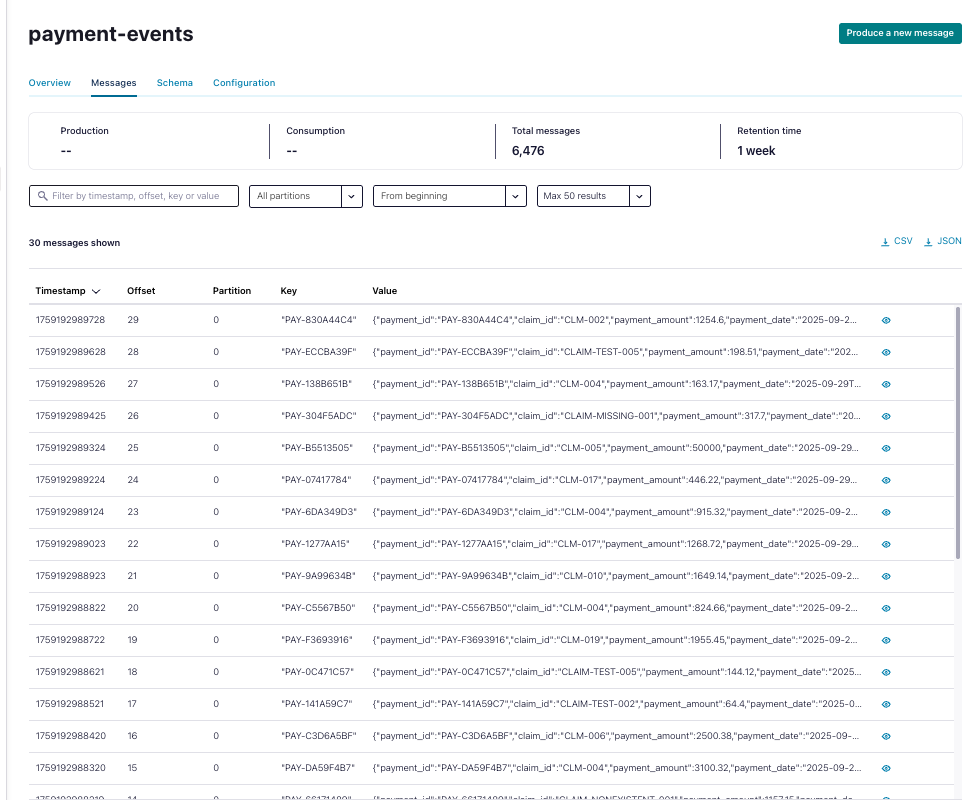 payment-events
Produce a new message
Overview Messages Schema Configuration
Production Consumption Total messages Retention time
-- -- 6,476 1 week
Filter by timestamp, offset, key or value All partitions From beginning Max 50 results
30 messages shown CSV JSON
Timestamp Offset Partition Key Value
1759192989728 29 0 "PAY-830A44C4" {"payment_id":"PAY-830A44C4","claim_id":"CLM-002","payment_amount":1254.6,"payment_date":"2025-09-2...
1759192989628 28 0 "PAY-ECCBA39F" {"payment_id":"PAY-ECCBA39F","claim_id":"CLAIM-TEST-005","payment_amount":198.51,"payment_date":"202...
1759192989526 27 0 "PAY-138B651B" {"payment_id":"PAY-138B651B","claim_id":"CLM-004","payment_amount":163.17,"payment_date":"2025-09-29T...
1759192989425 26 0 "PAY-304F5ADC" {"payment_id":"PAY-304F5ADC","claim_id":"CLAIM-MISSING-001","payment_amount":317.7,"payment_date":"20...
1759192989324 25 0 "PAY-B5513505" {"payment_id":"PAY-B5513505","claim_id":"CLM-005","payment_amount":50000,"payment_date":"2025-09-29...
1759192989224 24 0 "PAY-07417784" {"payment_id":"PAY-07417784","claim_id":"CLM-017","payment_amount":446.22,"payment_date":"2025-09-29...
1759192989124 23 0 "PAY-6DA349D3" {"payment_id":"PAY-6DA349D3","claim_id":"CLM-004","payment_amount":915.32,"payment_date":"2025-09-2...
1759192989023 22 0 "PAY-1277AA15" {"payment_id":"PAY-1277AA15","claim_id":"CLM-017","payment_amount":1268.72,"payment_date":"2025-09-29...
1759192988923 21 0 "PAY-9A99634B" {"payment_id":"PAY-9A99634B","claim_id":"CLM-010","payment_amount":1649.14,"payment_date":"2025-09-2...
1759192988822 20 0 "PAY-C5567B50" {"payment_id":"PAY-C5567B50","claim_id":"CLM-004","payment_amount":824.66,"payment_date":"2025-09-2...
1759192988722 19 0 "PAY-F3693916" {"payment_id":"PAY-F3693916","claim_id":"CLM-019","payment_amount":1955.45,"payment_date":"2025-09-2...
1759192988621 18 0 "PAY-0C471C57" {"payment_id":"PAY-0C471C57","claim_id":"CLAIM-TEST-005","payment_amount":144.12,"payment_date":"2025...
1759192988521 17 0 "PAY-141A59C7" {"payment_id":"PAY-141A59C7","claim_id":"CLAIM-TEST-002","payment_amount":64.4,"payment_date":"2025-0...
1759192988420 16 0 "PAY-C3D6A5BF" {"payment_id":"PAY-C3D6A5BF","claim_id":"CLM-006","payment_amount":2500.38,"payment_date":"2025-09-...
1759192988320 15 0 "PAY-DA59F4B7" {"payment_id":"PAY-DA59F4B7","claim_id":"CLM-004","payment_amount":3100.32,"payment_date":"2025-09-2...